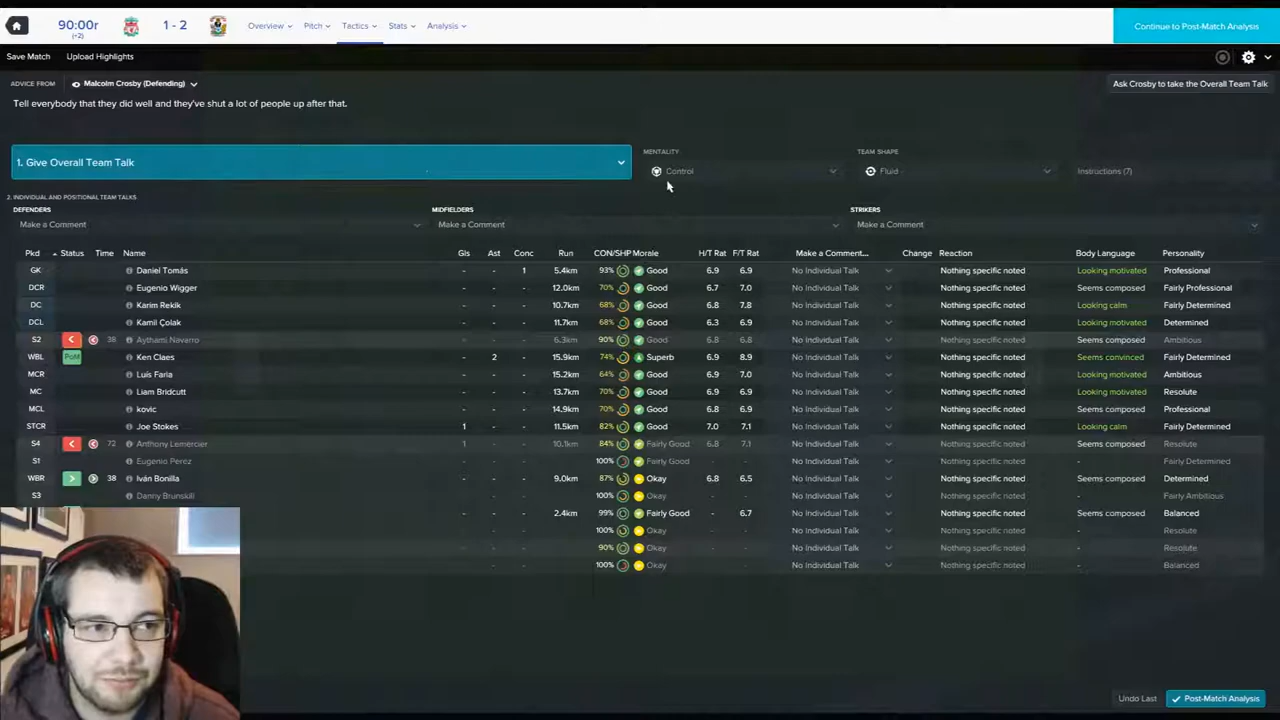 90:00r 1 - 2 Overview Pitch Tactics Stats Analysis Continue to Post-Match Analysis
(+2)
Save Match Upload Highlights
ADVICE FROM Malcolm Crosby (Defending) Ask Crosby to take the Overall Team Talk
Tell everybody that they did well and they've shut a lot of people up after that.
MENTALITY TEAM SHAPE
1. Give Overall Team Talk Control Fluid Instructions (7)
2. INDIVIDUAL AND POSITIONAL TEAM TALKS
DEFENDERS MIDFIELDERS STRIKERS
Make a Comment Make a Comment Make a Comment
Pkd Status Time Name Gls Ast Conc Run CON/SHP Morale H/T Rat F/T Rat Make a Comment... Change Reaction Body Language Personality
GK Daniel Tomás - - 1 5.4km 93% Good 6.9 6.9 No Individual Talk Nothing specific noted Looking motivated Professional
DCR Eugenio Wigger - - - 12.0km 70% Good 6.7 7.0 No Individual Talk Nothing specific noted Seems composed Fairly Professional
DC Karim Rekik - - - 10.7km 68% Good 6.8 7.8 No Individual Talk Nothing specific noted Looking calm Fairly Determined
DCL Kamil Çolak - - - 11.7km 68% Good 6.3 6.9 No Individual Talk Nothing specific noted Looking motivated Determined
S2 38 Aythami Navarro - - - 6.3km 90% Good 6.8 6.8 No Individual Talk Nothing specific noted Seems composed Ambitious
WBL PoM Ken Claes - 2 - 15.9km 74% Superb 6.9 8.9 No Individual Talk Nothing specific noted Seems convinced Fairly Determined
MCR Luís Faria - - - 15.2km 64% Good 6.9 7.0 No Individual Talk Nothing specific noted Looking motivated Ambitious
MC Liam Bridcutt - - - 13.7km 70% Good 6.9 6.9 No Individual Talk Nothing specific noted Looking motivated Resolute
MCL kovic - - - 14.9km 70% Good 6.8 6.9 No Individual Talk Nothing specific noted Seems composed Professional
STCR Joe Stokes 1 - - 11.5km 82% Good 7.0 7.1 No Individual Talk Nothing specific noted Looking calm Fairly Determined
S4 72 Anthony Lemercier 1 - - 10.1km 84% Fairly Good 6.8 7.1 No Individual Talk Nothing specific noted Seems composed Resolute
S1 Eugenio Perez - - - 100% Fairly Good - - No Individual Talk Nothing specific noted - Fairly Determined
WBR 38 Iván Bonilla - - - 9.0km 87% Okay 6.8 6.5 No Individual Talk Nothing specific noted Seems composed Determined
S3 Danny Brunskill - - - 100% Okay - - No Individual Talk Nothing specific noted - Fairly Ambitious
- - - 2.4km 99% Fairly Good - 6.7 No Individual Talk Nothing specific noted Seems composed Balanced
- - - 100% Okay - - No Individual Talk Nothing specific noted - Resolute
- - - 90% Okay - - No Individual Talk Nothing specific noted - Resolute
- - - 100% Okay - - No Individual Talk Nothing specific noted - Balanced
Undo Last Post-Match Analysis